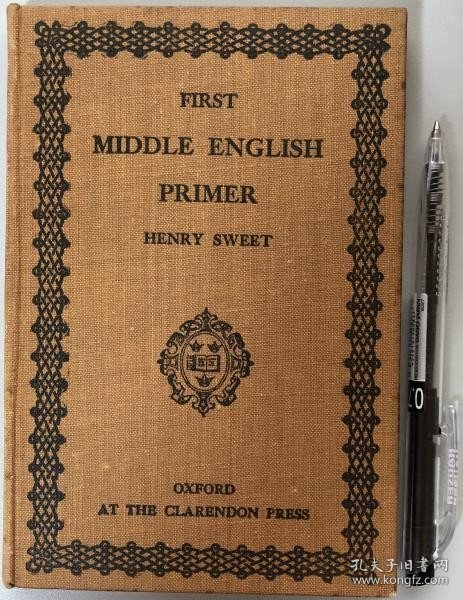 FIRST
MIDDLE ENGLISH
PRIMER
HENRY SWEET
OXFORD
AT THE CLARENDON PRESS
孔夫子旧书网
www.kongfz.com